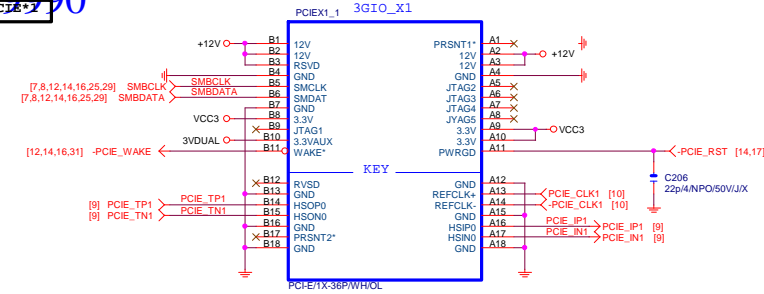 PCIEX1_1 3GIO_X1
+12V B1 12V PRSNT1* A1
B2 12V 12V A2 +12V
B3 RSVD 12V A3
B4 GND GND A4
[7,8,12,14,16,25,29] SMBCLK SMBCLK B5 SMCLK JTAG2 A5
[7,8,12,14,16,25,29] SMBDATA SMBDATA B6 SMDAT JTAG3 A6
B7 GND JTAG4 A7
VCC3 B8 3.3V JYAG5 A8
B9 JTAG1 3.3V A9 VCC3
3VDUAL B10 3.3VAUX 3.3V A10
[12,14,16,31] -PCIE_WAKE B11 WAKE* PWRGD A11 -PCIE_RST [14,17]
KEY
C206
22p/4/NPO/50V/J/X
B12 RVSD GND A12
B13 GND REFCLK+ A13 PCIE_CLK1 [10]
[9] PCIE_TP1 PCIE_TP1 B14 HSOP0 REFCLK- A14 -PCIE_CLK1 [10]
[9] PCIE_TN1 PCIE_TN1 B15 HSON0 GND A15
B16 GND HSIP0 A16 PCIE_IP1 PCIE_IP1 [9]
B17 PRSNT2* HSIN0 A17 PCIE_IN1 PCIE_IN1 [9]
B18 GND GND A18
PCI-E/1X-36P/WH/OL